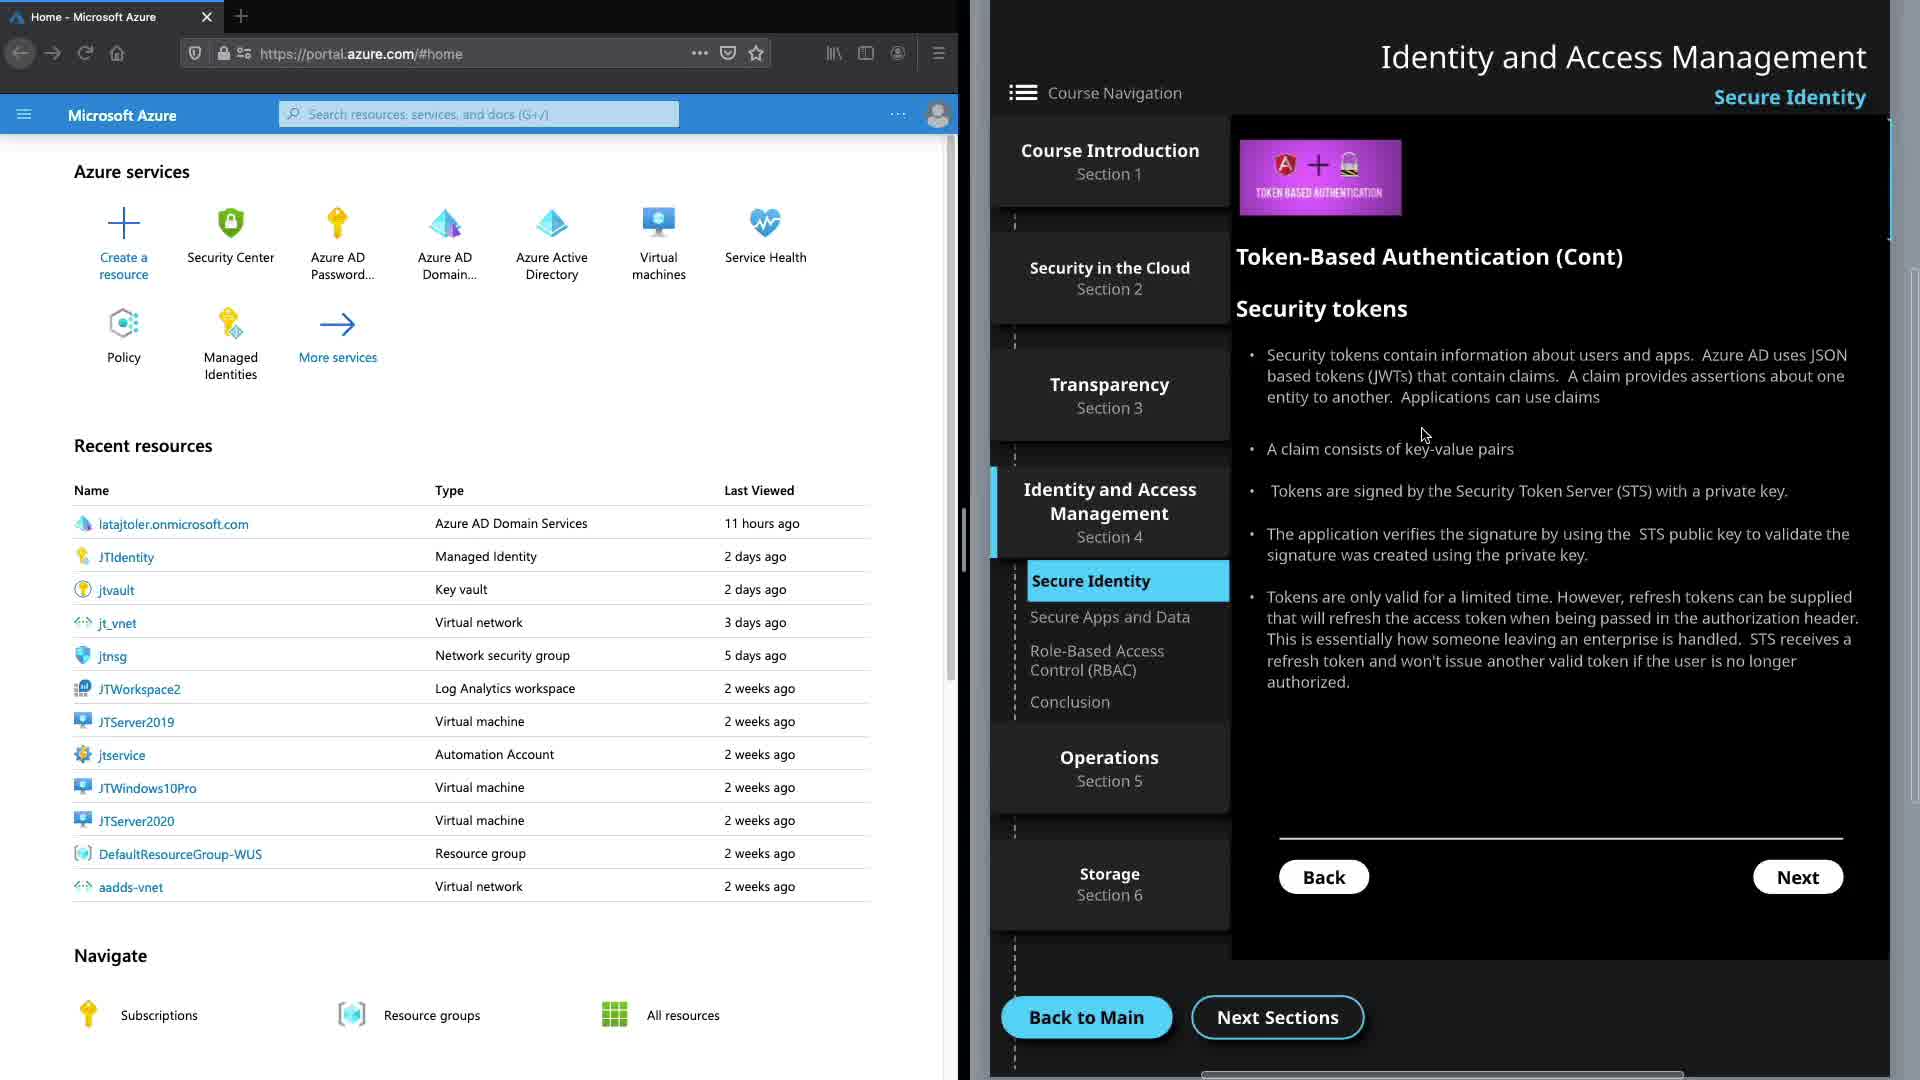 Home - Microsoft Azure
https://portal.azure.com/#home
Microsoft Azure
Search resources, services, and docs (G+/)
Azure services
Create a
resource
Security Center
Azure AD
Password...
Azure AD
Domain...
Azure Active
Directory
Virtual
machines
Service Health
Policy
Managed
Identities
More services
Recent resources
Name Type Last Viewed
latajtoler.onmicrosoft.com Azure AD Domain Services 11 hours ago
JTIdentity Managed Identity 2 days ago
jtvault Key vault 2 days ago
jt_vnet Virtual network 3 days ago
jtnsg Network security group 5 days ago
JTWorkspace2 Log Analytics workspace 2 weeks ago
JTServer2019 Virtual machine 2 weeks ago
jtservice Automation Account 2 weeks ago
JTWindows10Pro Virtual machine 2 weeks ago
JTServer2020 Virtual machine 2 weeks ago
DefaultResourceGroup-WUS Resource group 2 weeks ago
aadds-vnet Virtual network 2 weeks ago
Navigate
Subscriptions
Resource groups
All resources
Identity and Access Management
Secure Identity
Course Navigation
Course Introduction
Section 1
Security in the Cloud
Section 2
Transparency
Section 3
Identity and Access
Management
Section 4
Secure Identity
Secure Apps and Data
Role-Based Access
Control (RBAC)
Conclusion
Operations
Section 5
Storage
Section 6
Back to Main
Next Sections
A +
TOKEN BASED AUTHENTICATION
Token-Based Authentication (Cont)
Security tokens
• Security tokens contain information about users and apps. Azure AD uses JSON
based tokens (JWTs) that contain claims. A claim provides assertions about one
entity to another. Applications can use claims
• A claim consists of key-value pairs
• Tokens are signed by the Security Token Server (STS) with a private key.
• The application verifies the signature by using the STS public key to validate the
signature was created using the private key.
• Tokens are only valid for a limited time. However, refresh tokens can be supplied
that will refresh the access token when being passed in the authorization header.
This is essentially how someone leaving an enterprise is handled. STS receives a
refresh token and won't issue another valid token if the user is no longer
authorized.
Back
Next